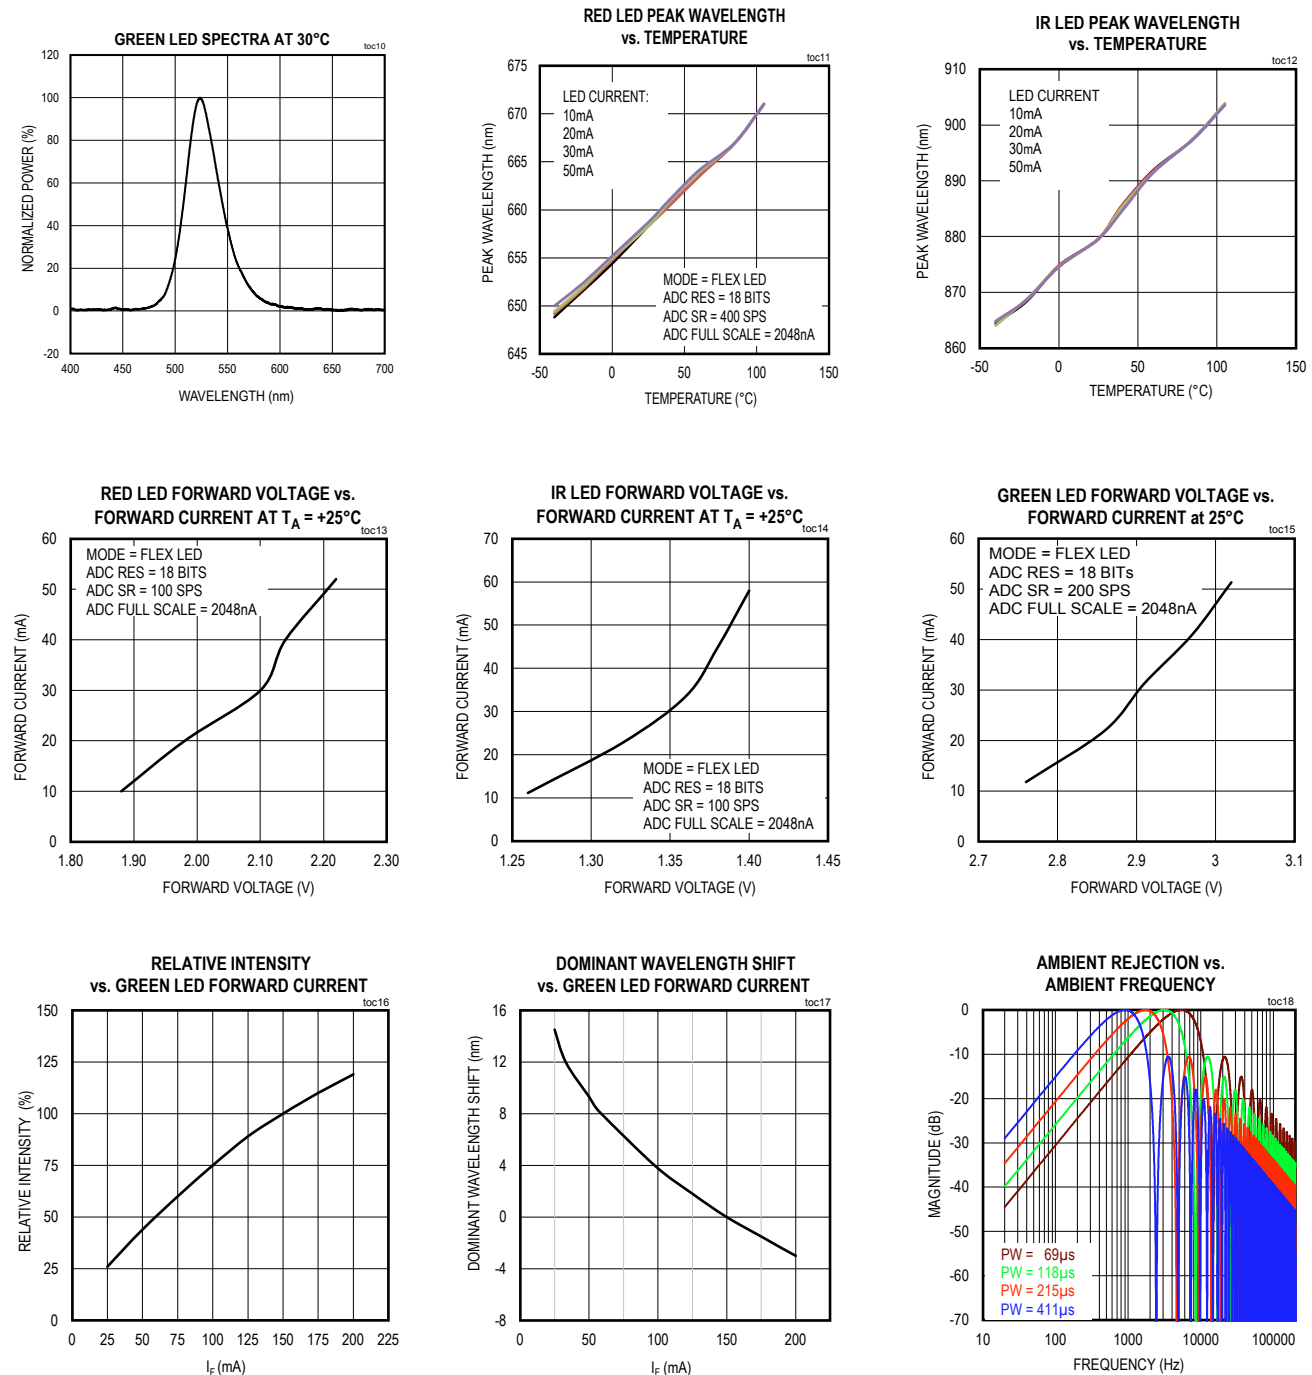 GREEN LED SPECTRA AT 30°C
toc10
120
100
80
60
40
20
0
-20
400 450 500 550 600 650 700
NORMALIZED POWER (%)
WAVELENGTH (nm)
RED LED PEAK WAVELENGTH
vs. TEMPERATURE
toc11
675
670
665
660
655
650
645
-50 0 50 100 150
PEAK WAVELENGTH (nm)
TEMPERATURE (°C)
LED CURRENT:
10mA
20mA
30mA
50mA
MODE = FLEX LED
ADC RES = 18 BITS
ADC SR = 400 SPS
ADC FULL SCALE = 2048nA
IR LED PEAK WAVELENGTH
vs. TEMPERATURE
toc12
910
900
890
880
870
860
-50 0 50 100 150
PEAK WAVELENGTH (nm)
TEMPERATURE (°C)
LED CURRENT
10mA
20mA
30mA
50mA
RED LED FORWARD VOLTAGE vs.
FORWARD CURRENT AT TA = +25°C
toc13
60
50
40
30
20
10
0
1.80 1.90 2.00 2.10 2.20 2.30
FORWARD CURRENT (mA)
FORWARD VOLTAGE (V)
MODE = FLEX LED
ADC RES = 18 BITS
ADC SR = 100 SPS
ADC FULL SCALE = 2048nA
IR LED FORWARD VOLTAGE vs.
FORWARD CURRENT AT TA = +25°C
toc14
70
60
50
40
30
20
10
0
1.25 1.30 1.35 1.40 1.45
FORWARD CURRENT (mA)
FORWARD VOLTAGE (V)
MODE = FLEX LED
ADC RES = 18 BITS
ADC SR = 100 SPS
ADC FULL SCALE = 2048nA
GREEN LED FORWARD VOLTAGE vs.
FORWARD CURRENT at 25°C
toc15
60
50
40
30
20
10
0
2.7 2.8 2.9 3 3.1
FORWARD CURRENT (mA)
FORWARD VOLTAGE (V)
MODE = FLEX LED
ADC RES = 18 BITs
ADC SR = 200 SPS
ADC FULL SCALE = 2048nA
RELATIVE INTENSITY
vs. GREEN LED FORWARD CURRENT
toc16
150
125
100
75
50
25
0
0 25 50 75 100 125 150 175 200 225
RELATIVE INTENSITY (%)
IF (mA)
DOMINANT WAVELENGTH SHIFT
vs. GREEN LED FORWARD CURRENT
toc17
16
12
8
4
0
-4
-8
0 50 100 150 200
DOMINANT WAVELENGTH SHIFT (nm)
IF (mA)
AMBIENT REJECTION vs.
AMBIENT FREQUENCY
toc18
0
-10
-20
-30
-40
-50
-60
-70
10 100 1000 10000 100000
MAGNITUDE (dB)
FREQUENCY (Hz)
PW = 69µs
PW = 118µs
PW = 215µs
PW = 411µs